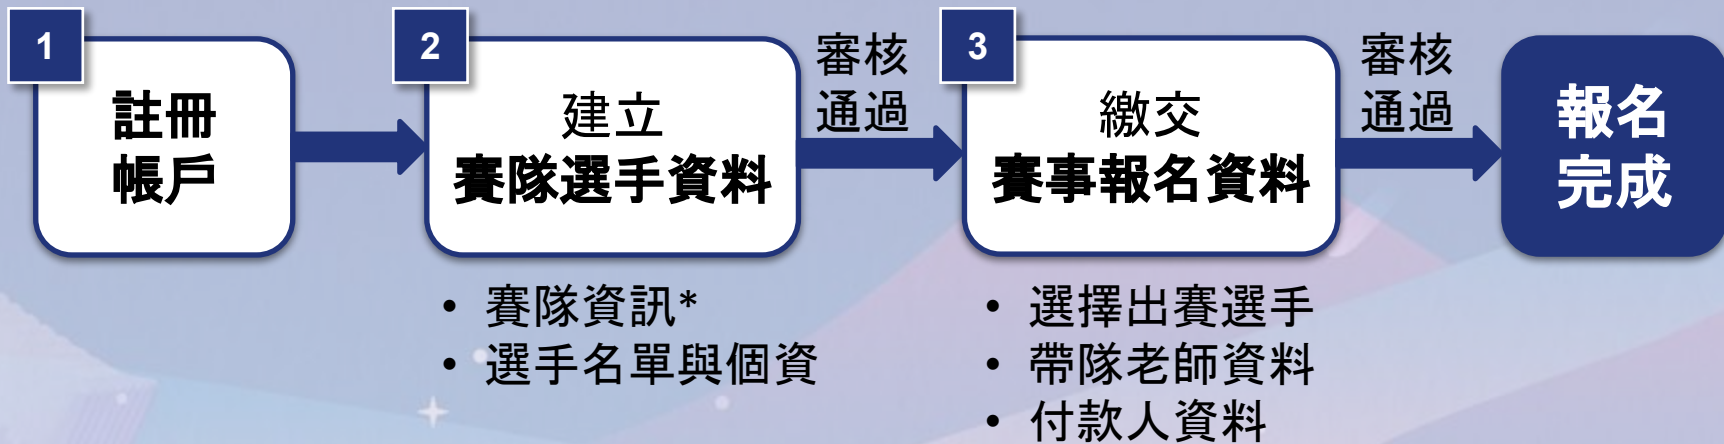 1
註冊
帳戶
2
建立
賽隊選手資料
• 賽隊資訊*
• 選手名單與個資
審核
通過
3
繳交
賽事報名資料
• 選擇出賽選手
• 帶隊老師資料
• 付款人資料
審核
通過
報名
完成